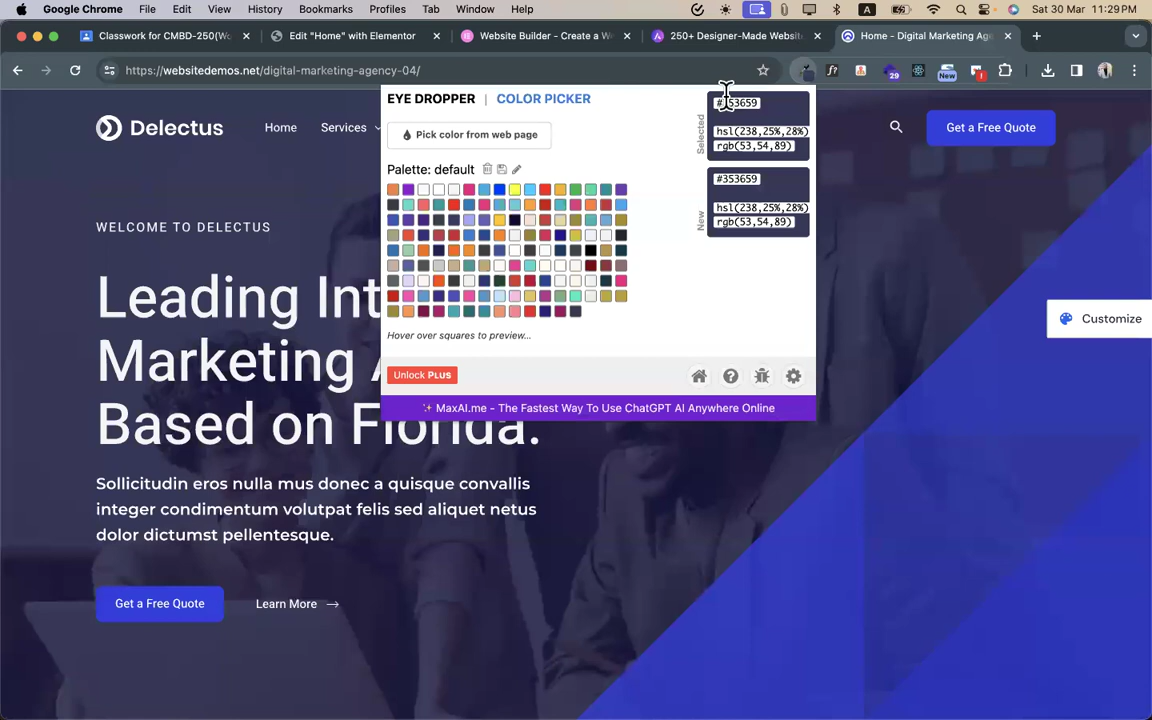 Google Chrome File Edit View History Bookmarks Profiles Tab Window Help A Sat 30 Mar 11:29 PM
Classwork for CMBD-250(Wo Edit "Home" with Elementor Website Builder - Create a W 250+ Designer-Made Websit Home - Digital Marketing Age
https://websitedemos.net/digital-marketing-agency-04/ f? 29 New 1
EYE DROPPER | COLOR PICKER
Pick color from web page
Palette: default
Hover over squares to preview...
Selected
#353659
hsl(238,25%,28%)
rgb(53,54,89)
New
#353659
hsl(238,25%,28%)
rgb(53,54,89)
Unlock PLUS
✨ MaxAI.me - The Fastest Way To Use ChatGPT AI Anywhere Online
Delectus Home Services Get a Free Quote
WELCOME TO DELECTUS
Leading Int
Marketing A
Based on Florida.
Sollicitudin eros nulla mus donec a quisque convallis
integer condimentum volutpat felis sed aliquet netus
dolor dictumst pellentesque.
Get a Free Quote Learn More →
Customize